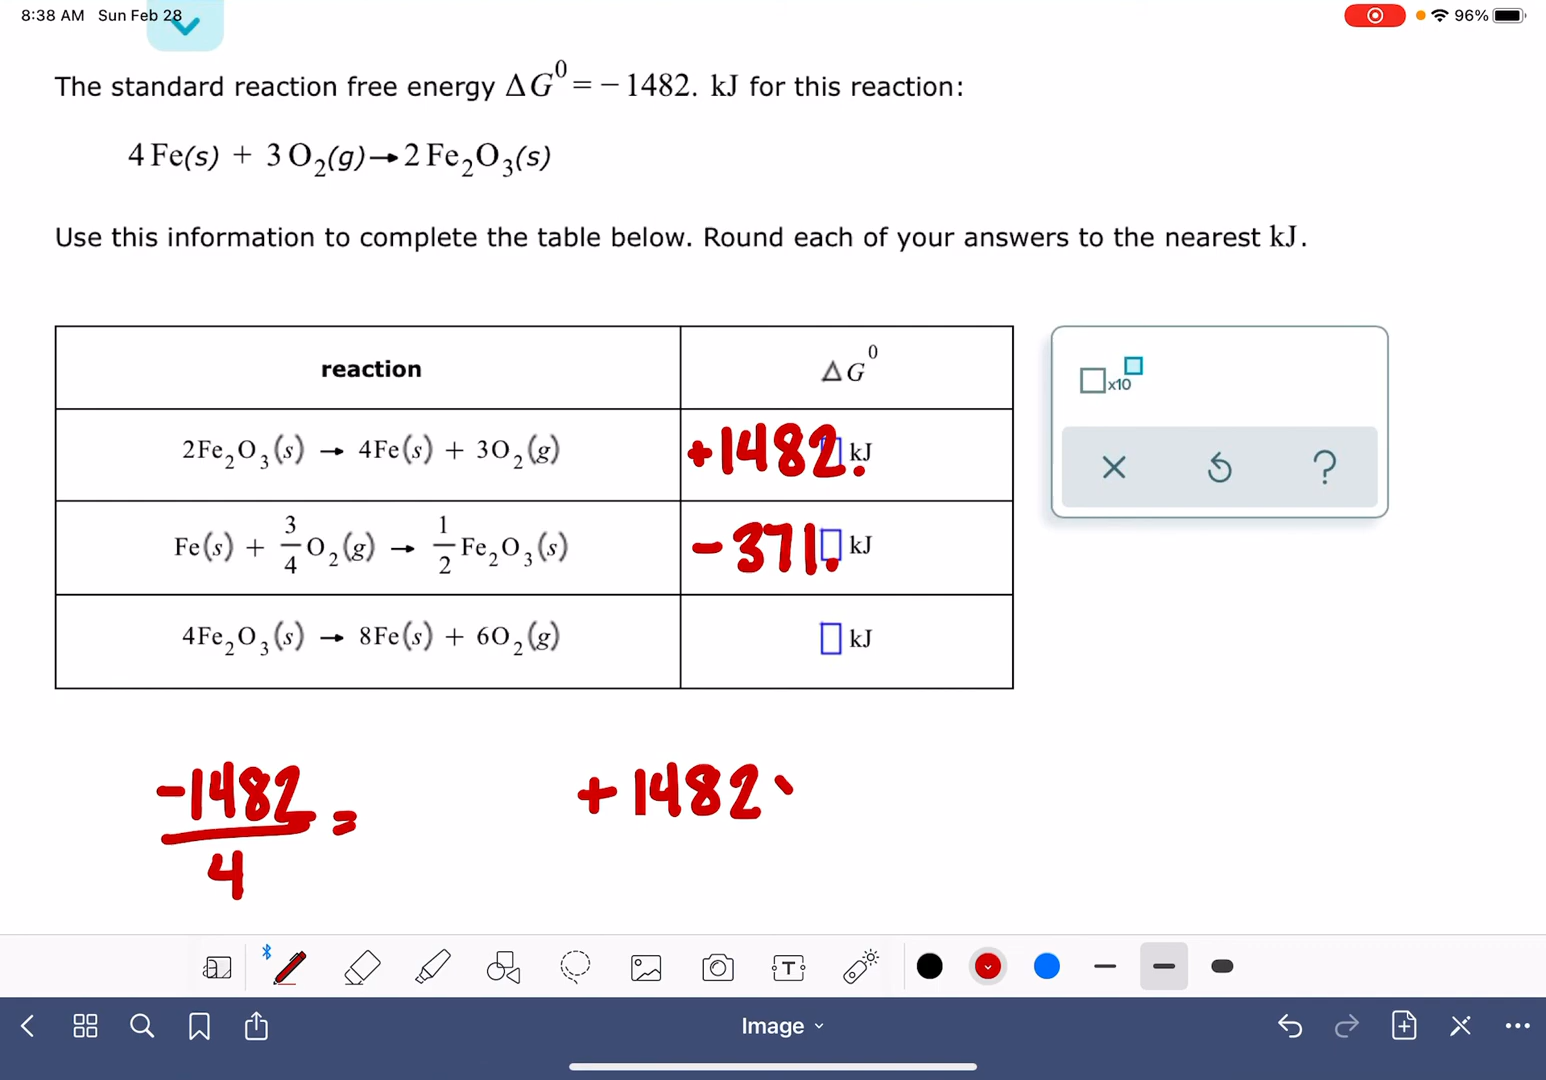 8:38 AM Sun Feb 28
96%
The standard reaction free energy ΔG⁰ = − 1482. kJ for this reaction:
4 Fe(s) + 3 O₂(g)→2 Fe₂O₃(s)
Use this information to complete the table below. Round each of your answers to the nearest kJ.
reaction
ΔG⁰
2Fe₂O₃(s) → 4Fe(s) + 3O₂(g)
+1482. kJ
Fe(s) + 3/4 O₂(g) → 1/2 Fe₂O₃(s)
-371. kJ
4Fe₂O₃(s) → 8Fe(s) + 6O₂(g)
kJ
x10
?
-1482
4
=
+1482
a
T
Image